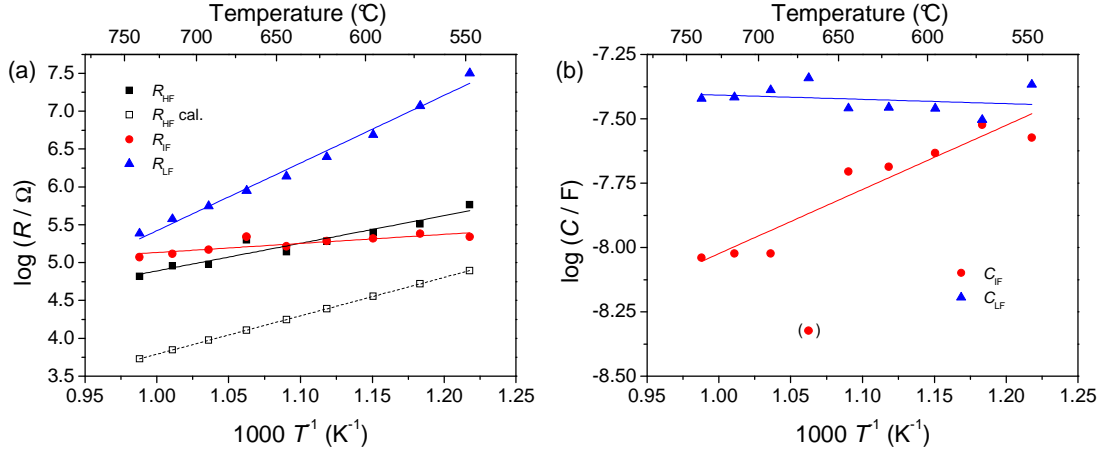 Temperature (°C)
750 700 650 600 550
(a)
R_HF
R_HF cal.
R_IF
R_LF
log (R / Ω)
7.5
7.0
6.5
6.0
5.5
5.0
4.5
4.0
3.5
0.95 1.00 1.05 1.10 1.15 1.20 1.25
1000 T⁻¹ (K⁻¹)
Temperature (°C)
750 700 650 600 550
(b)
log (C / F)
-7.25
-7.50
-7.75
-8.00
-8.25
-8.50
C_IF
C_LF
( )
0.95 1.00 1.05 1.10 1.15 1.20 1.25
1000 T⁻¹ (K⁻¹)